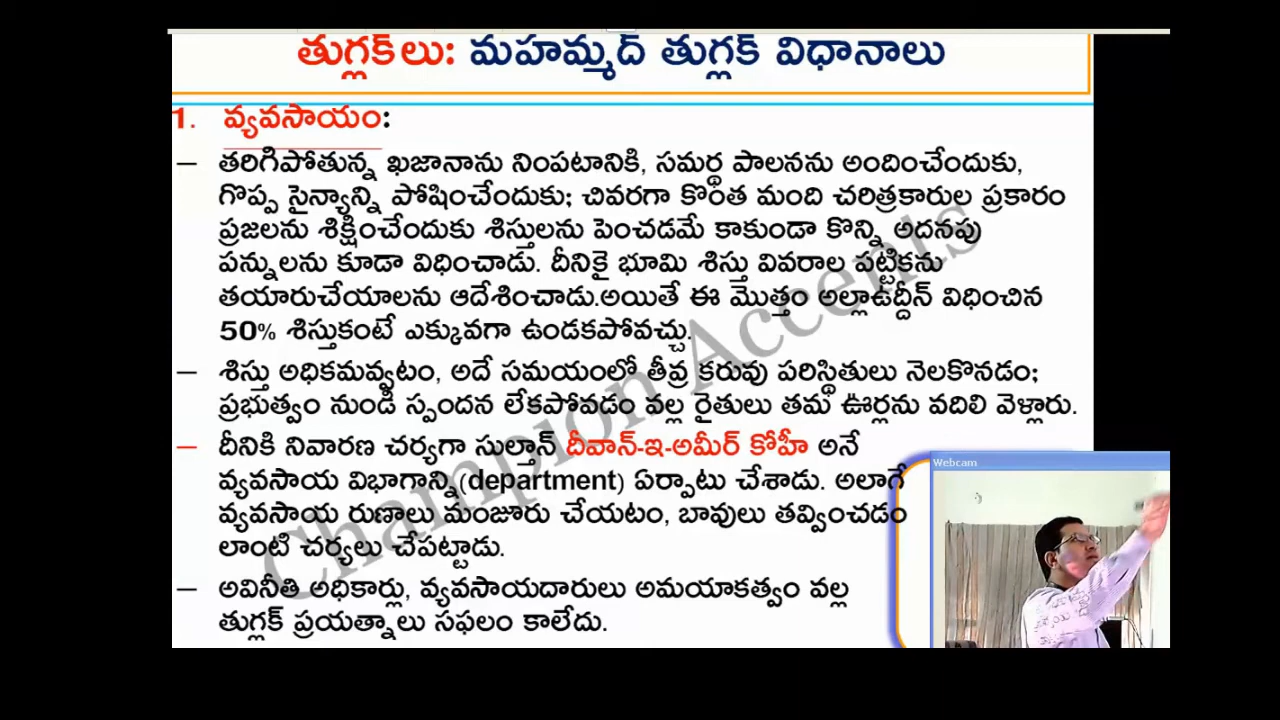 తుగ్లక్‌లు: మహమ్మద్ తుగ్లక్ విధానాలు
1. వ్యవసాయం:
– తరిగిపోతున్న ఖజానాను నింపటానికి, సమర్థ పాలనను అందించేందుకు,
గొప్ప సైన్యాన్ని పోషించేందుకు; చివరగా కొంత మంది చరిత్రకారుల ప్రకారం
ప్రజలను శిక్షించేందుకు శిస్తులను పెంచడమే కాకుండా కొన్ని అదనపు
పన్నులను కూడా విధించాడు. దీనికై భూమి శిస్తు వివరాల పట్టికను
తయారుచేయాలను ఆదేశించాడు.అయితే ఈ మొత్తం అల్లాఉద్దీన్ విధించిన
50% శిస్తుకంటే ఎక్కువగా ఉండకపోవచ్చు.
– శిస్తు అధికమవ్వటం, అదే సమయంలో తీవ్ర కరువు పరిస్థితులు నెలకొనడం;
ప్రభుత్వం నుండి స్పందన లేకపోవడం వల్ల రైతులు తమ ఊర్లను వదిలి వెళ్లారు.
– దీనికి నివారణ చర్యగా సుల్తాన్ దీవాన్-ఇ-అమీర్ కోహీ అనే
వ్యవసాయ విభాగాన్ని(department) ఏర్పాటు చేశాడు. అలాగే
వ్యవసాయ రుణాలు మంజూరు చేయటం, బావులు తవ్వించడం
లాంటి చర్యలు చేపట్టాడు.
– అవినీతి అధికార్లు, వ్యవసాయదారులు అమయాకత్వం వల్ల
తుగ్లక్ ప్రయత్నాలు సఫలం కాలేదు.
Champion Accents
Webcam